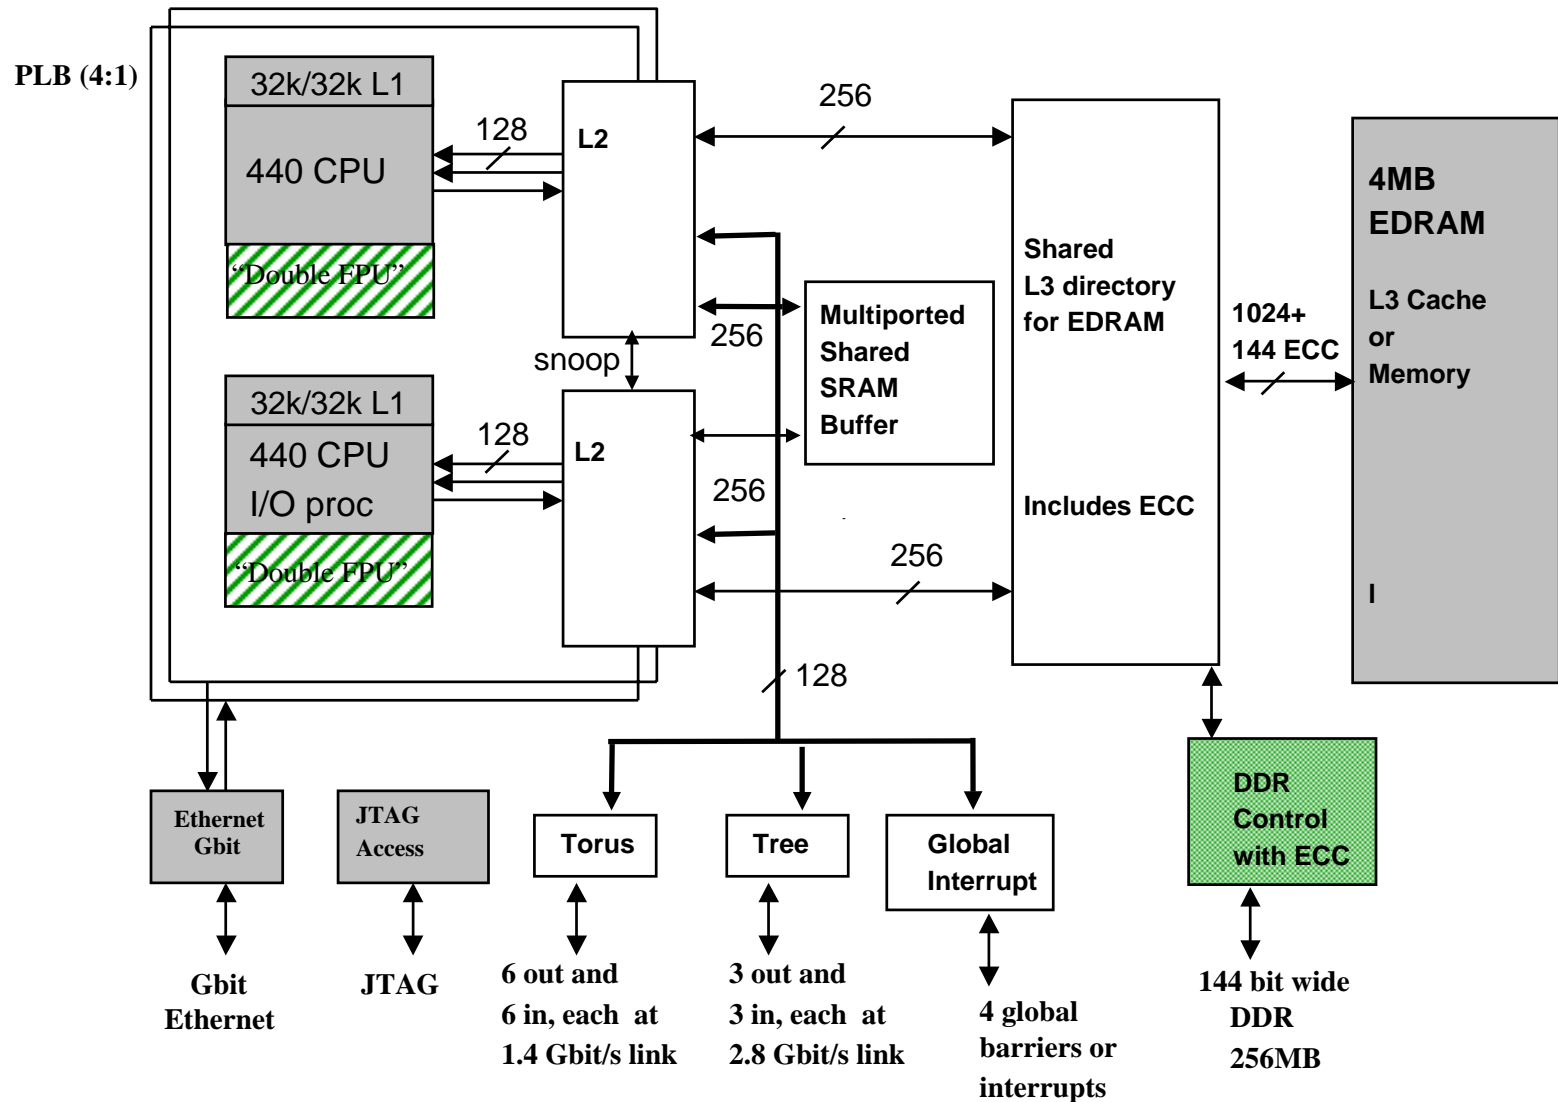 PLB (4:1)
32k/32k L1
440 CPU
“Double FPU”
128
L2
256
snoop
256
Multiported
Shared
SRAM
Buffer
Shared
L3 directory
for EDRAM
Includes ECC
1024+
144 ECC
4MB
EDRAM
L3 Cache
or
Memory
l
32k/32k L1
440 CPU
I/O proc
“Double FPU”
128
L2
256
256
128
Ethernet
Gbit
JTAG
Access
Torus
Tree
Global
Interrupt
DDR
Control
with ECC
Gbit
Ethernet
JTAG
6 out and
6 in, each at
1.4 Gbit/s link
3 out and
3 in, each at
2.8 Gbit/s link
4 global
barriers or
interrupts
144 bit wide
DDR
256MB